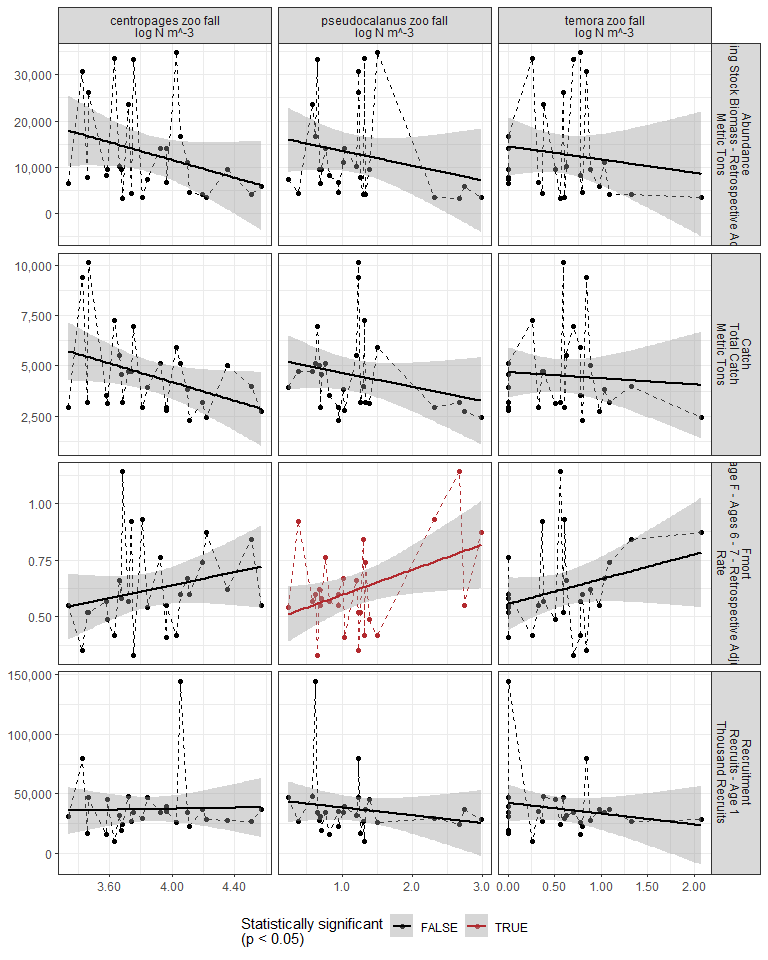 centropages zoo fall
log N m^-3
pseudocalanus zoo fall
log N m^-3
temora zoo fall
log N m^-3
30,000
20,000
10,000
0
Abundance
Stock Biomass - Retrospective
Metric Tons
10,000
7,500
5,000
2,500
Catch
Total Catch
Metric Tons
1.00
0.75
0.50
Fmort
F - Ages 6 - 7 - Retrospective
Rate
150,000
100,000
50,000
0
Recruitment
Recruits - Age 1
Thousand Recruits
3.60
4.00
4.40
1.0
2.0
3.0
0.00
0.50
1.00
1.50
2.00
Statistically significant
(p < 0.05)
FALSE
TRUE